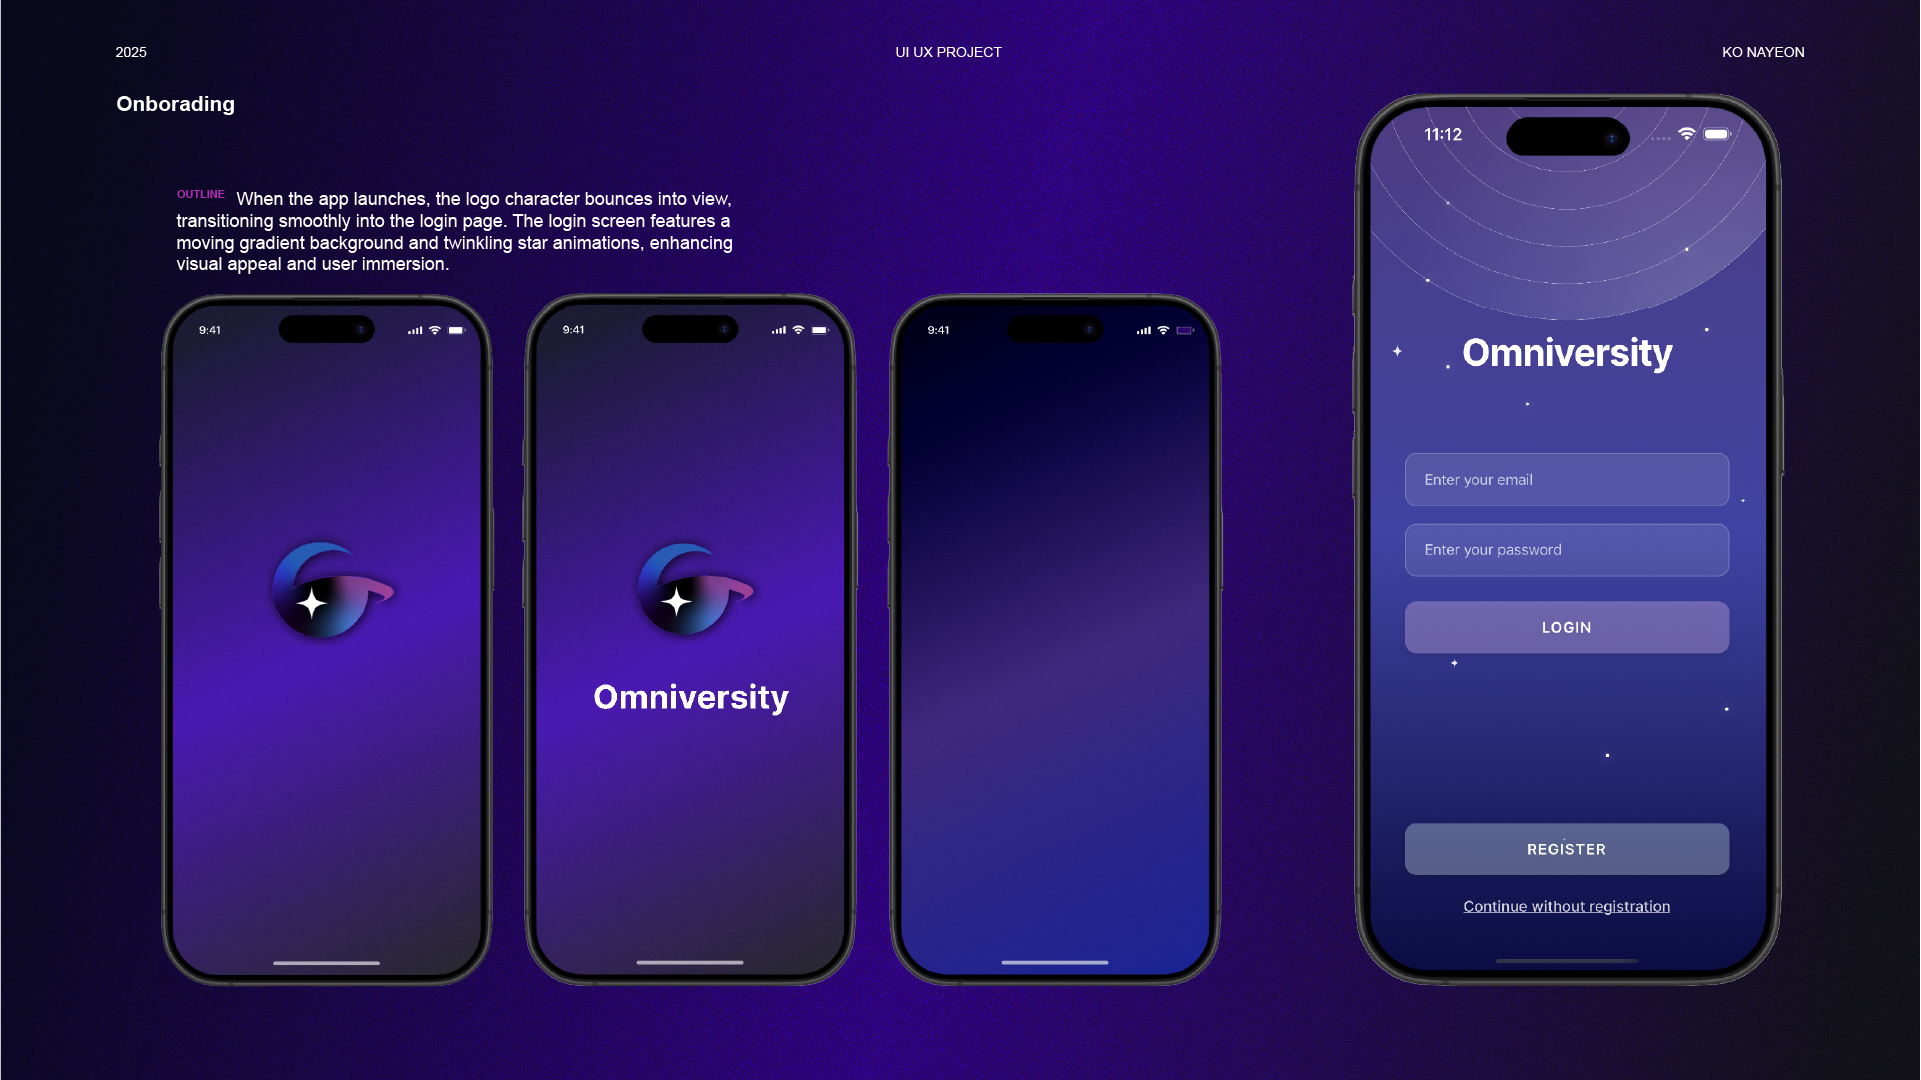 2025
UI UX PROJECT
KO NAYEON
Onborading
OUTLINE When the app launches, the logo character bounces into view,
transitioning smoothly into the login page. The login screen features a
moving gradient background and twinkling star animations, enhancing
visual appeal and user immersion.
9:41
9:41
Omniversity
9:41
11:12
Omniversity
Enter your email
Enter your password
LOGIN
REGISTER
Continue without registration